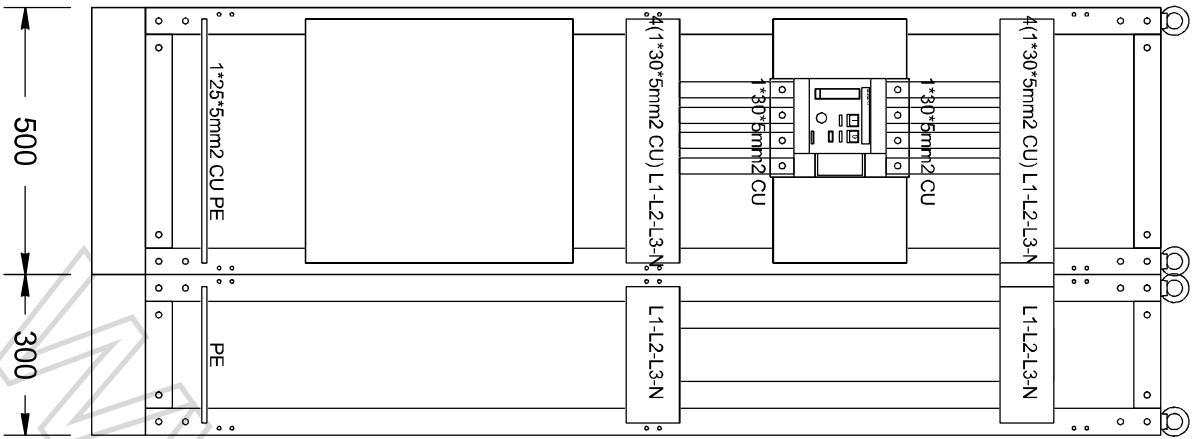 4(1*30*5mm2 CU) L1-L2-L3-N
L1-L2-L3-N
1*30*5mm2 CU
1*30*5mm2 CU
4(1*30*5mm2 CU) L1-L2-L3-N
L1-L2-L3-N
1*25*5mm2 CU PE
PE
500
300